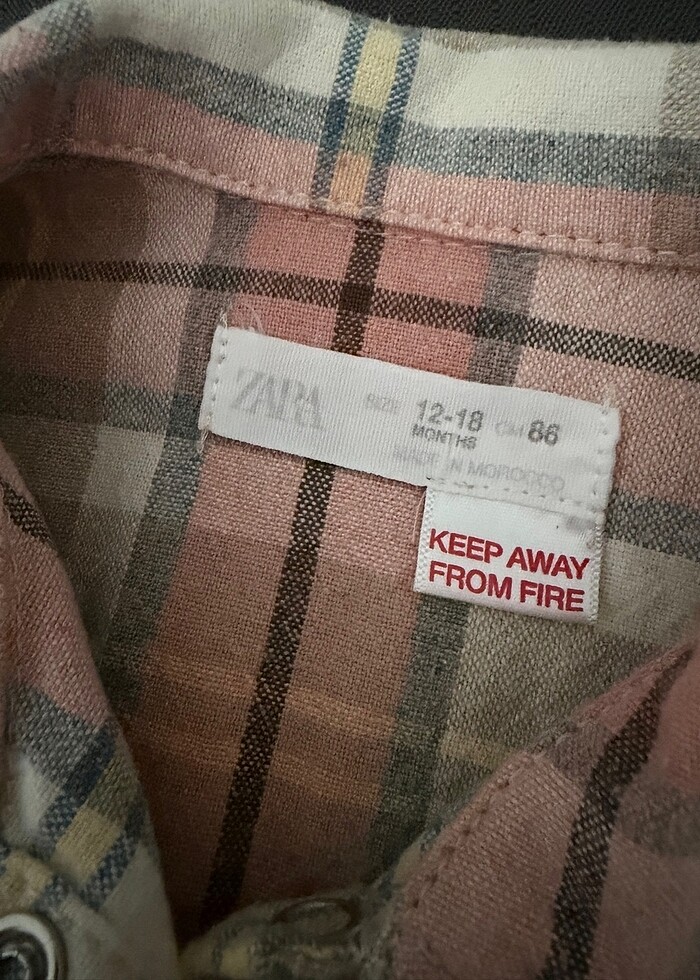 ZARA
SIZE 12-18 CM 86
MONTHS
MADE IN MOROCCO
KEEP AWAY
FROM FIRE